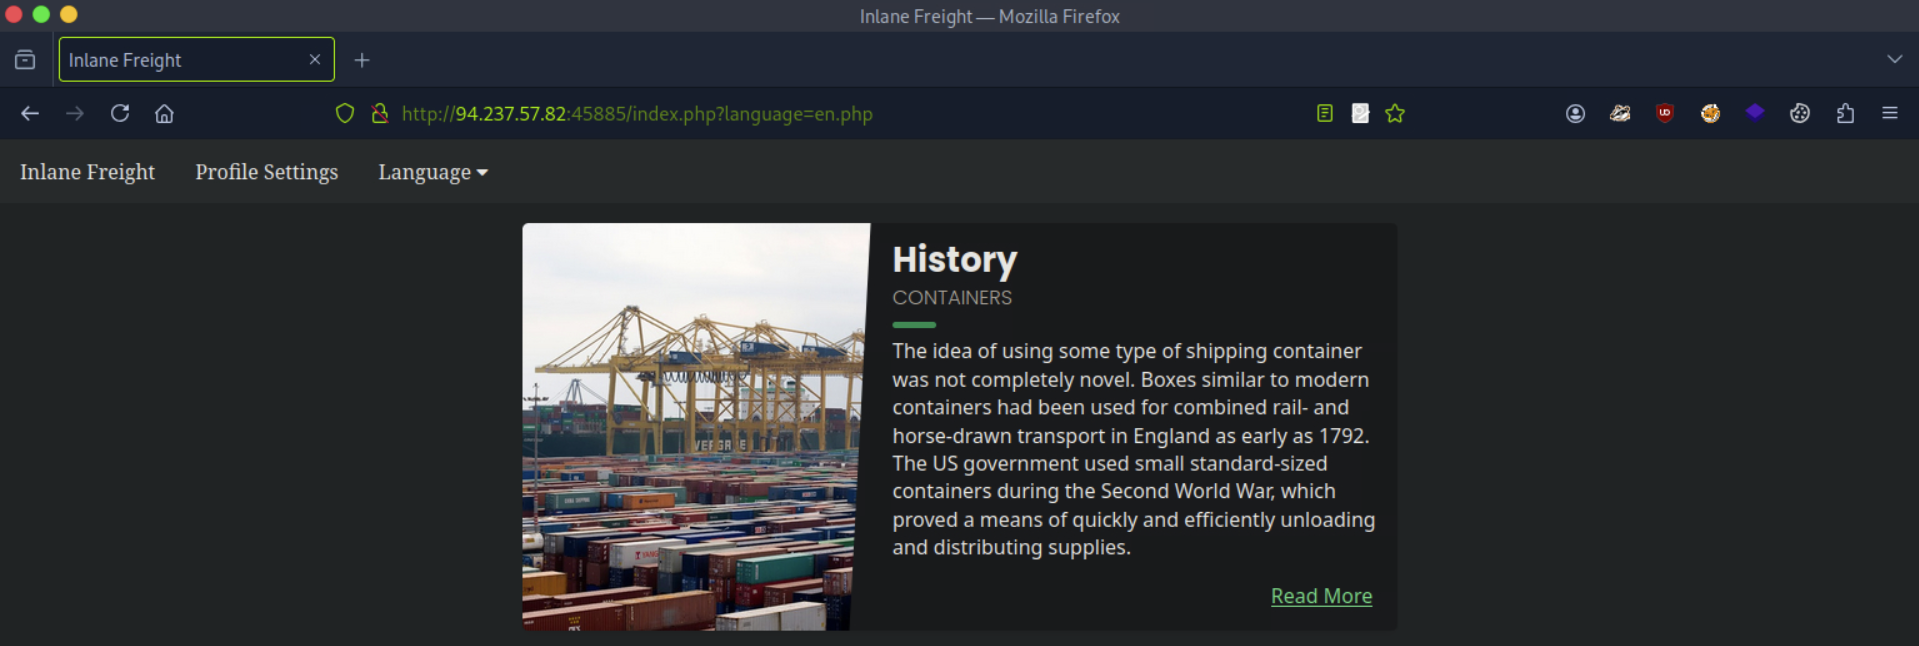 Inlane Freight — Mozilla Firefox
Inlane Freight
http://94.237.57.82:45885/index.php?language=en.php
Inlane Freight Profile Settings Language
History
CONTAINERS
The idea of using some type of shipping container
was not completely novel. Boxes similar to modern
containers had been used for combined rail- and
horse-drawn transport in England as early as 1792.
The US government used small standard-sized
containers during the Second World War, which
proved a means of quickly and efficiently unloading
and distributing supplies.
Read More